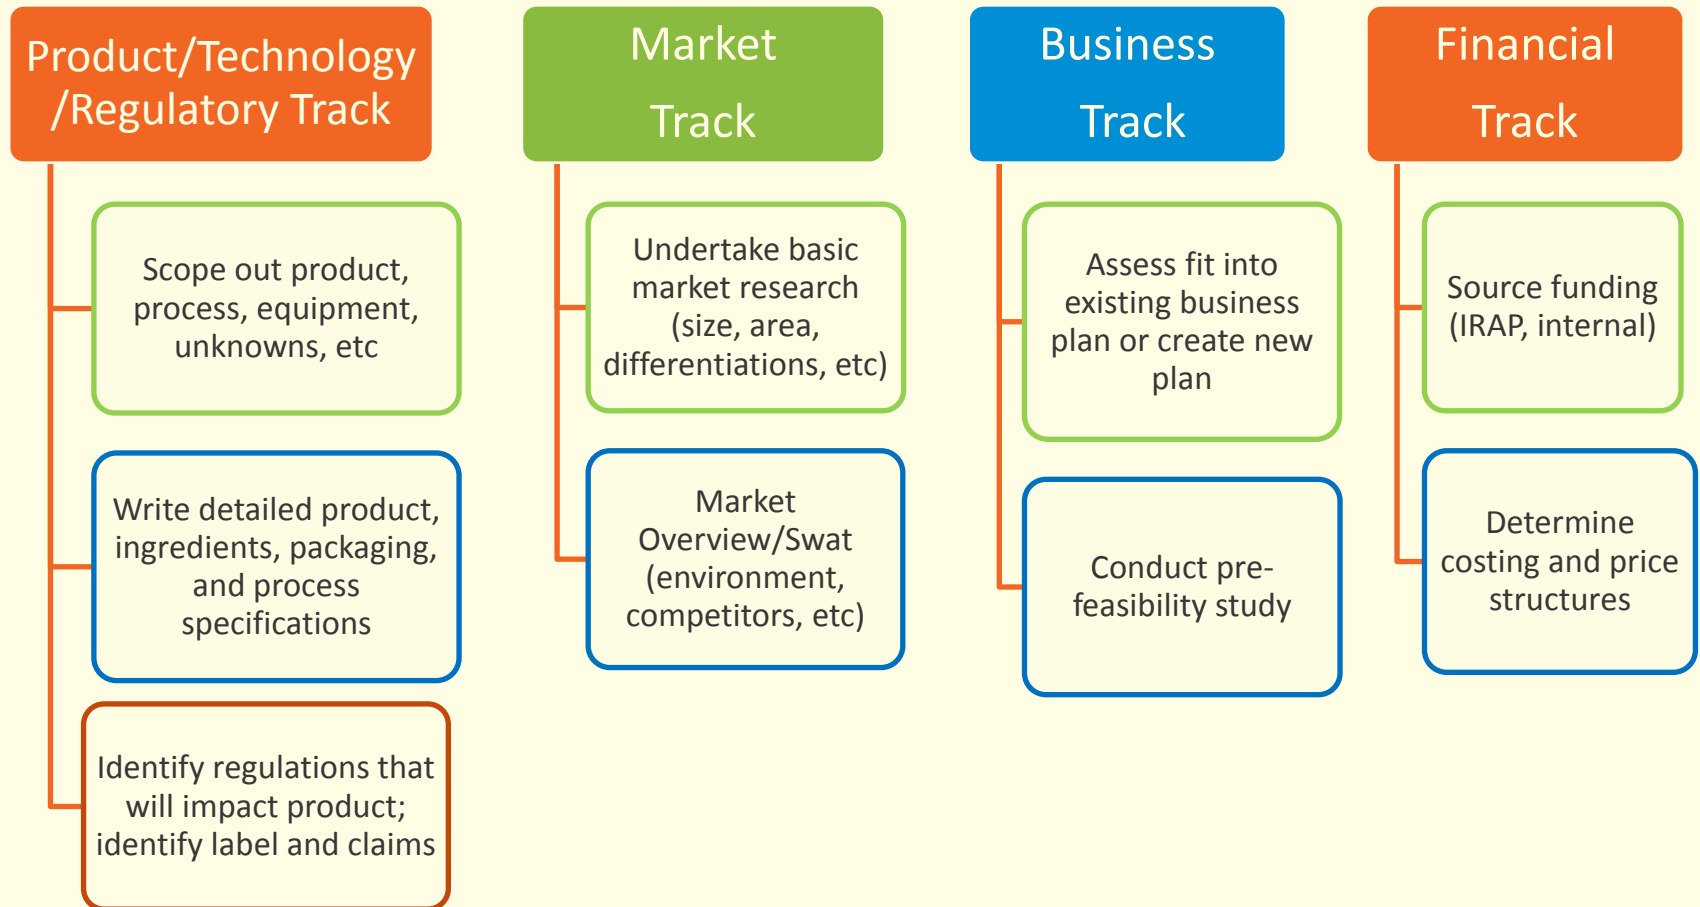 Product/Technology
/Regulatory Track
Scope out product,
process, equipment,
unknowns, etc
Write detailed product,
ingredients, packaging,
and process
specifications
Identify regulations that
will impact product;
identify label and claims
Market
Track
Undertake basic
market research
(size, area,
differentiations, etc)
Market
Overview/Swat
(environment,
competitors, etc)
Business
Track
Assess fit into
existing business
plan or create new
plan
Conduct pre-
feasibility study
Financial
Track
Source funding
(IRAP, internal)
Determine
costing and price
structures